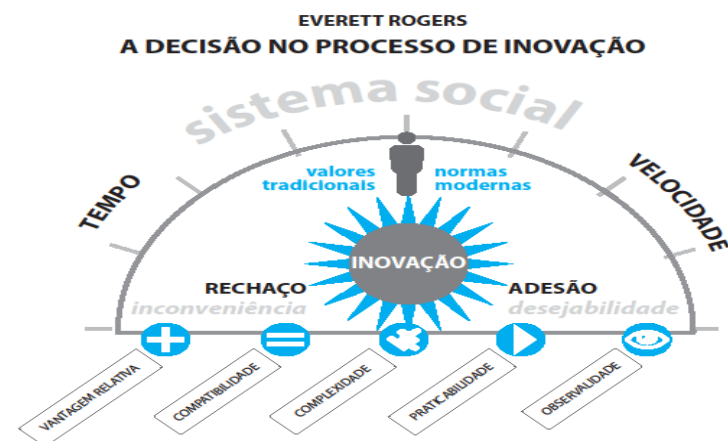 EVERETT ROGERS
A DECISÃO NO PROCESSO DE INOVAÇÃO
sistema social
TEMPO
VELOCIDADE
valores
tradicionais
normas
modernas
INOVAÇÃO
RECHAÇO
inconveniência
ADESÃO
desejabilidade
VANTAGEM RELATIVA
COMPATIBILIDADE
COMPLEXIDADE
PRATICABILIDADE
OBSERVALIDADE